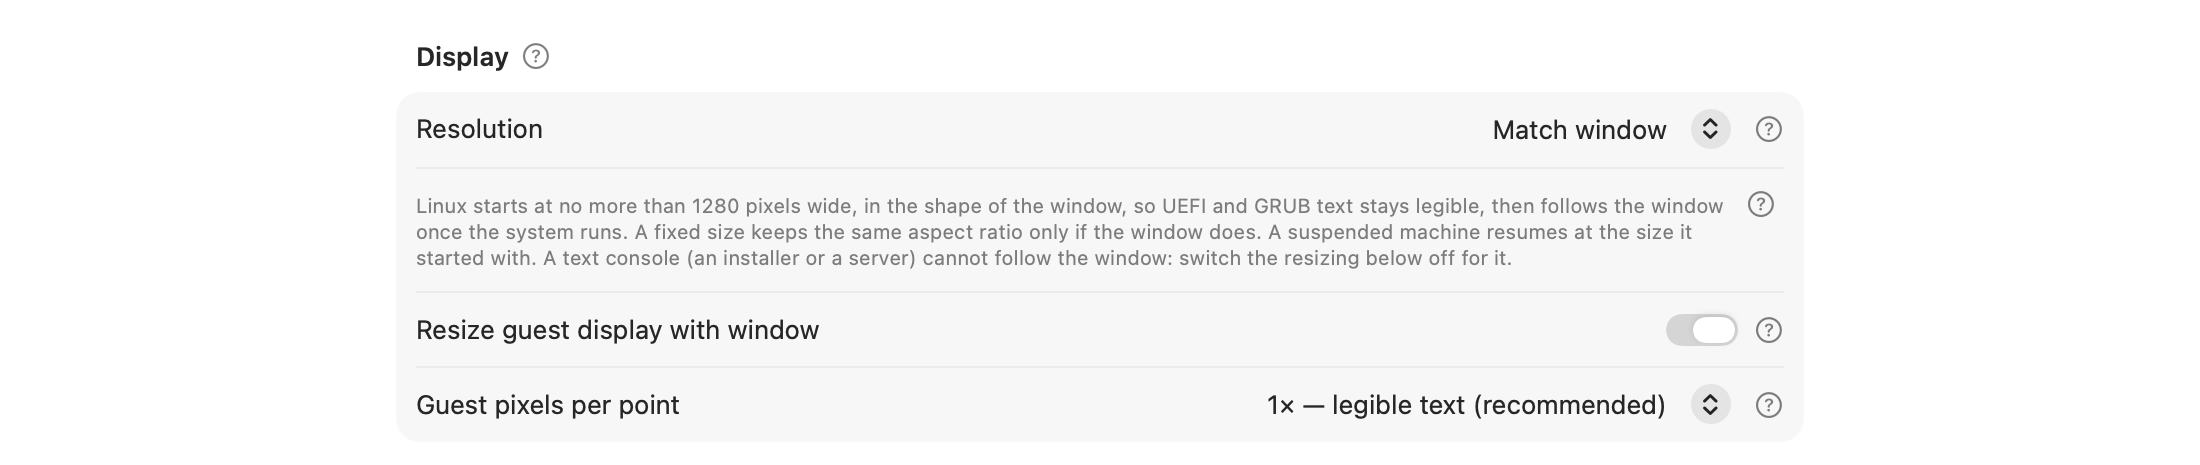 Display ?
Resolution Match window ?
Linux starts at no more than 1280 pixels wide, in the shape of the window, so UEFI and GRUB text stays legible, then follows the window ?
once the system runs. A fixed size keeps the same aspect ratio only if the window does. A suspended machine resumes at the size it
started with. A text console (an installer or a server) cannot follow the window: switch the resizing below off for it.
Resize guest display with window ?
Guest pixels per point 1× — legible text (recommended) ?